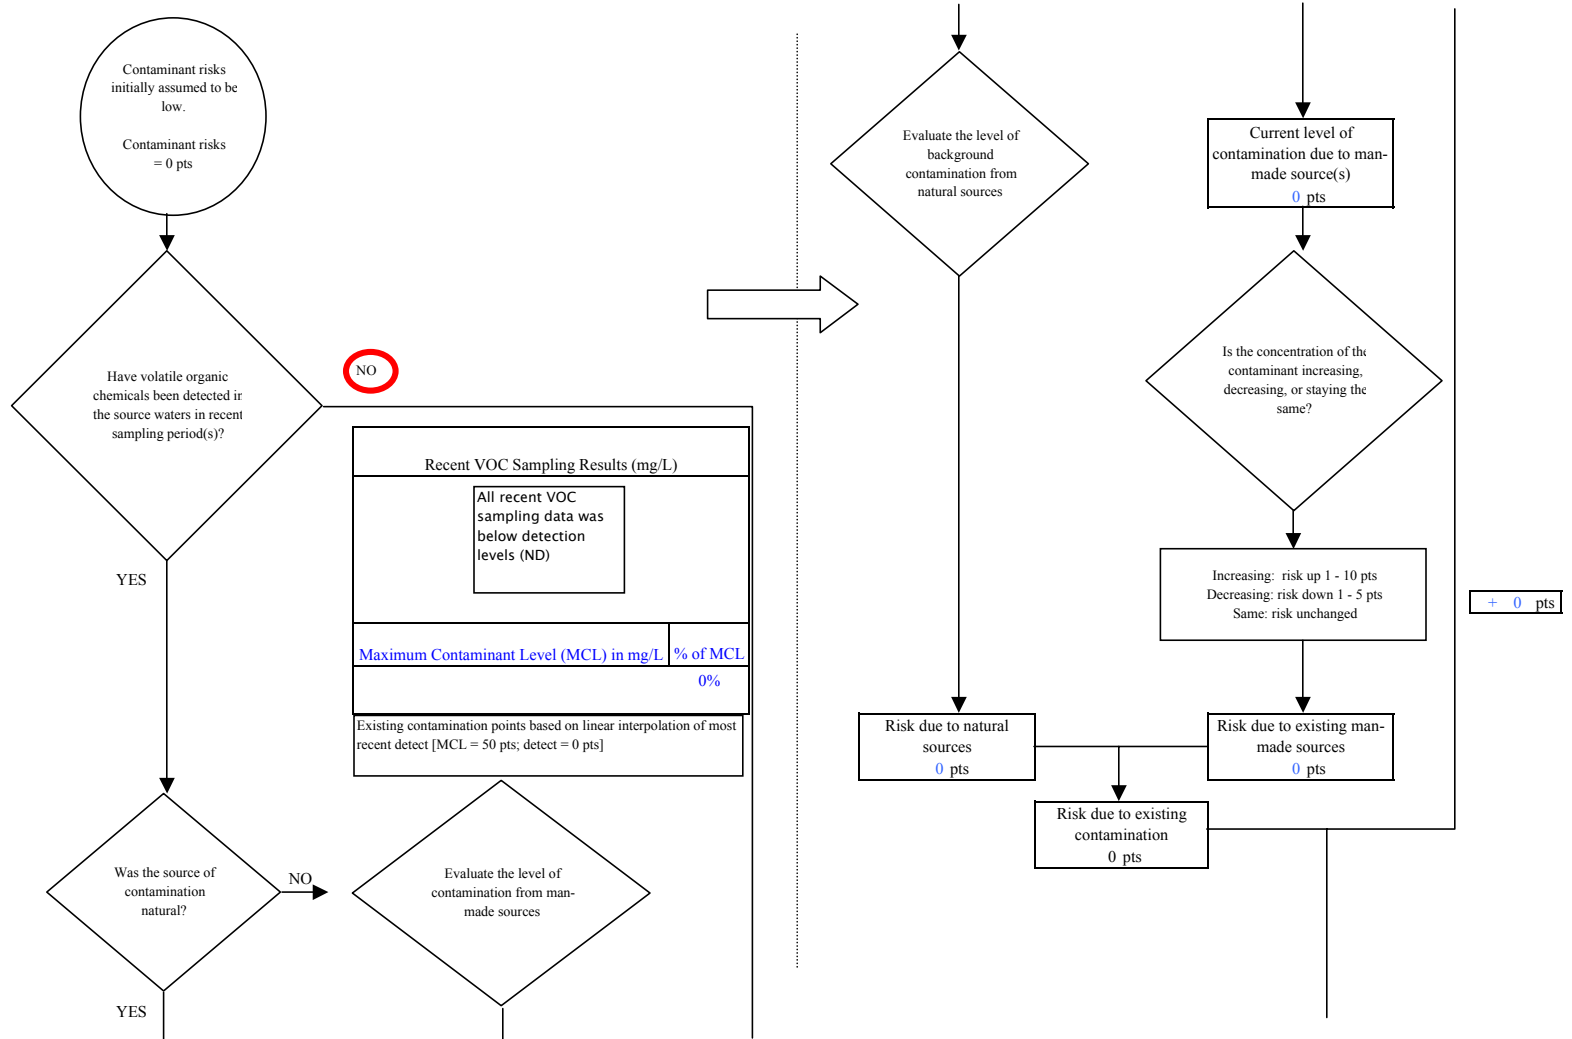 Contaminant risks
initially assumed to be
low.
Contaminant risks
= 0 pts
Have volatile organic
chemicals been detected in
the source waters in recent
sampling period(s)?
NO
YES
Recent VOC Sampling Results (mg/L)
All recent VOC
sampling data was
below detection
levels (ND)
Maximum Contaminant Level (MCL) in mg/L
% of MCL
0%
Existing contamination points based on linear interpolation of most
recent detect [MCL = 50 pts; detect = 0 pts]
Was the source of
contamination
natural?
NO
YES
Evaluate the level of
contamination from man-
made sources
Evaluate the level of
background
contamination from
natural sources
Current level of
contamination due to man-
made source(s)
0 pts
Is the concentration of the
contaminant increasing,
decreasing, or staying the
same?
Increasing: risk up 1 - 10 pts
Decreasing: risk down 1 - 5 pts
Same: risk unchanged
+ 0 pts
Risk due to natural
sources
0 pts
Risk due to existing man-
made sources
0 pts
Risk due to existing
contamination
0 pts